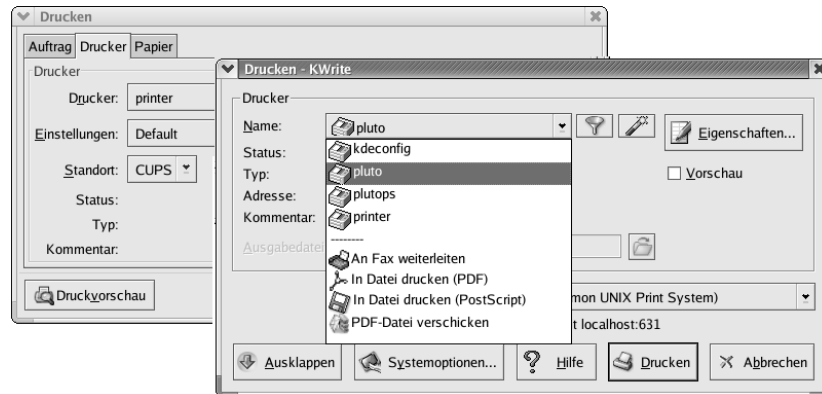 Drucken
Auftrag Drucker Papier
Drucker
Drucker: printer
Einstellungen: Default
Standort: CUPS
Status:
Typ:
Kommentar:
Druckvorschau
Drucken - KWrite
Drucker
Name: pluto
Eigenschaften...
Status:
Typ:
Adresse:
Kommentar:
Ausgabedatei
Vorschau
kdeconfig
pluto
plutops
printer
--------
An Fax weiterleiten
In Datei drucken (PDF)
In Datei drucken (PostScript)
PDF-Datei verschicken
UNIX Print System)
localhost:631
Ausklappen Systemoptionen... Hilfe Drucken Abbrechen